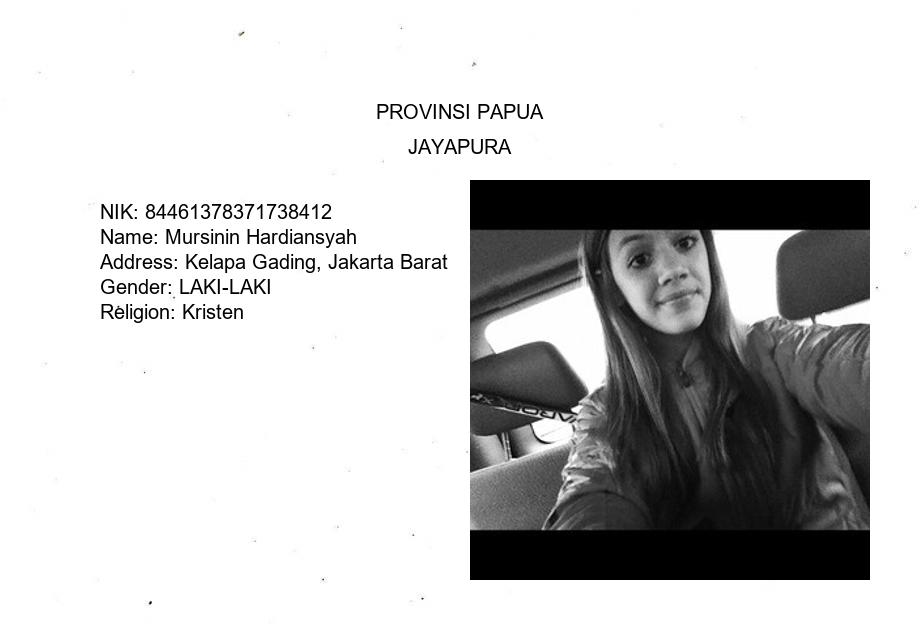 PROVINSI PAPUA
JAYAPURA
NIK: 84461378371738412
Name: Mursinin Hardiansyah
Address: Kelapa Gading, Jakarta Barat
Gender: LAKI-LAKI
Religion: Kristen